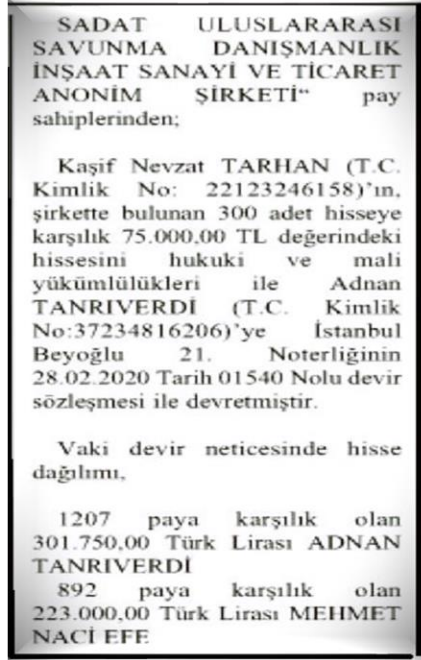 SADAT ULUSLARARASI
SAVUNMA DANIŞMANLIK
İNŞAAT SANAYİ VE TİCARET
ANONİM ŞİRKETİ“ pay
sahiplerinden;
Kaşif Nevzat TARHAN (T.C.
Kimlik No: 22123246158)’ın,
şirkette bulunan 300 adet hisseye
karşılık 75.000,00 TL değerindeki
hissesini hukuki ve mali
yükümlülükleri ile Adnan
TANRIVERDİ (T.C. Kimlik
No:37234816206)’ye İstanbul
Beyoğlu 21. Noterliğinin
28.02.2020 Tarih 01540 Nolu devir
sözleşmesi ile devretmiştir.
Vaki devir neticesinde hisse
dağılımı,
1207 paya karşılık olan
301.750,00 Türk Lirası ADNAN
TANRIVERDİ
892 paya karşılık olan
223.000,00 Türk Lirası MEHMET
NACİ EFE